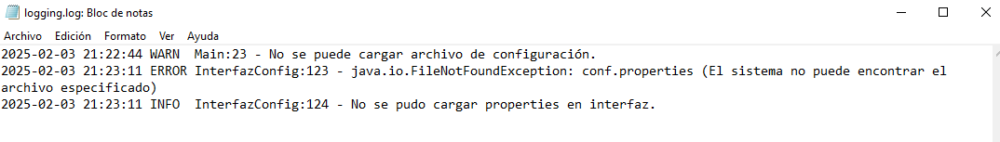 logging.log: Bloc de notas
Archivo Edición Formato Ver Ayuda
2025-02-03 21:22:44 WARN  Main:23 - No se puede cargar archivo de configuración.
2025-02-03 21:23:11 ERROR InterfazConfig:123 - java.io.FileNotFoundException: conf.properties (El sistema no puede encontrar el
archivo especificado)
2025-02-03 21:23:11 INFO  InterfazConfig:124 - No se pudo cargar properties en interfaz.